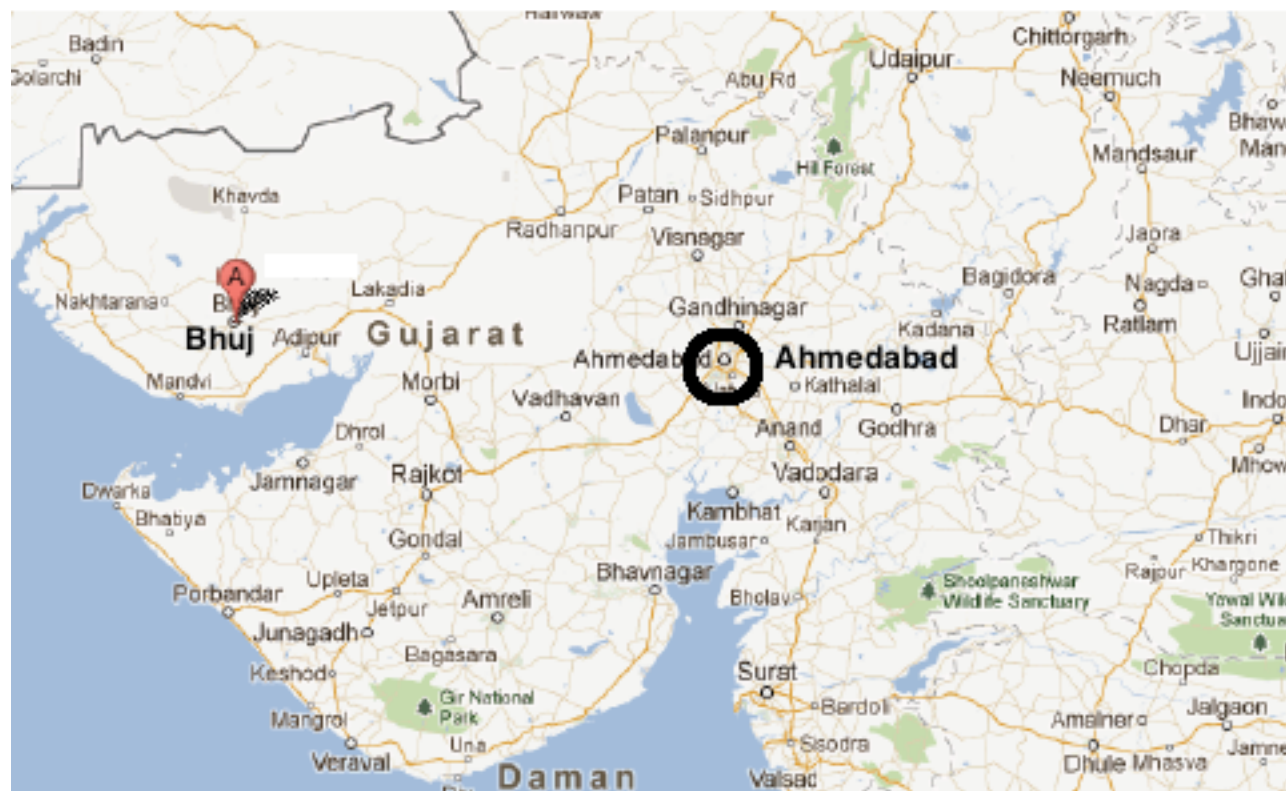 Badin
Golarchi
Chittorgarh
Udaipur
Neemuch
Abu Rd
Palanpur
Mandsaur
Hill Forest
Khavda
Patan
Sidhpur
Radhanpur
Visnagar
Jaora
A
Bagidora
Nagda
Nakhtarana
Lakadia
Gandhinagar
Kadana
Ratlam
Bhuj
Adipur
Gujarat
Ahmedabad
Ahmedabad
Mandvi
Morbi
Vadhavan
Kathalal
Dhrol
Anand
Godhra
Dhar
Jamnagar
Rajkot
Vadodara
Dwarka
Bhatiya
Kambhat
Karjan
Gondal
Jambusar
Thikri
Bhavnagar
Rajpur
Khargone
Upleta
Shoolpaneshwar
Wildlife Sanctuary
Porbandar
Jetpur
Amreli
Bholav
Junagadh
Bagasara
Keshod
Surat
Chopda
Gir National
Park
Mangrol
Bardoli
Amalner
Jalgaon
Veraval
Una
Sisodra
Dhule
Mhasva
Daman
Valsad